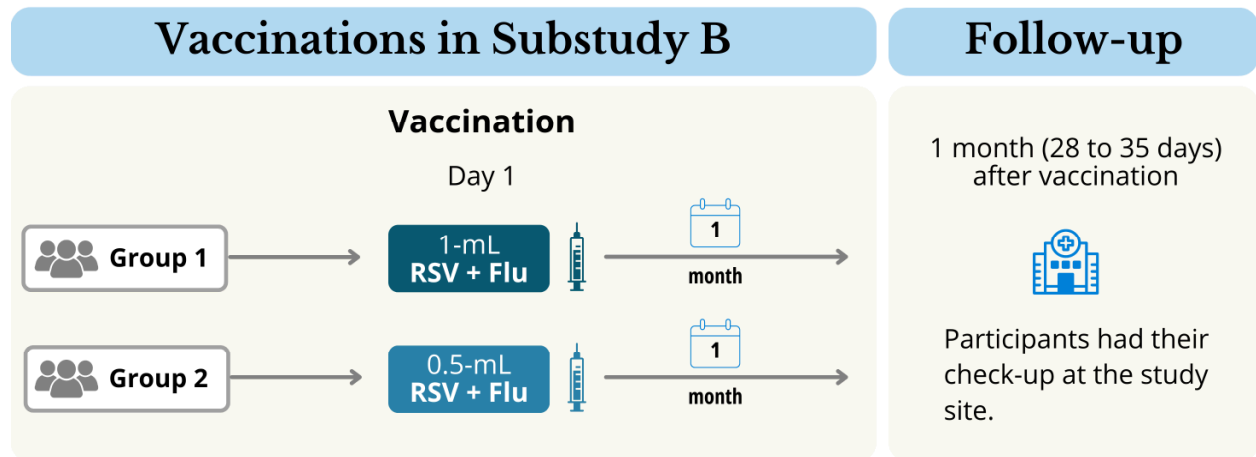 Vaccinations in Substudy B
Follow-up
Vaccination
Day 1
Group 1
1-mL
RSV + Flu
1
month
Group 2
0.5-mL
RSV + Flu
1
month
1 month (28 to 35 days)
after vaccination
Participants had their
check-up at the study
site.